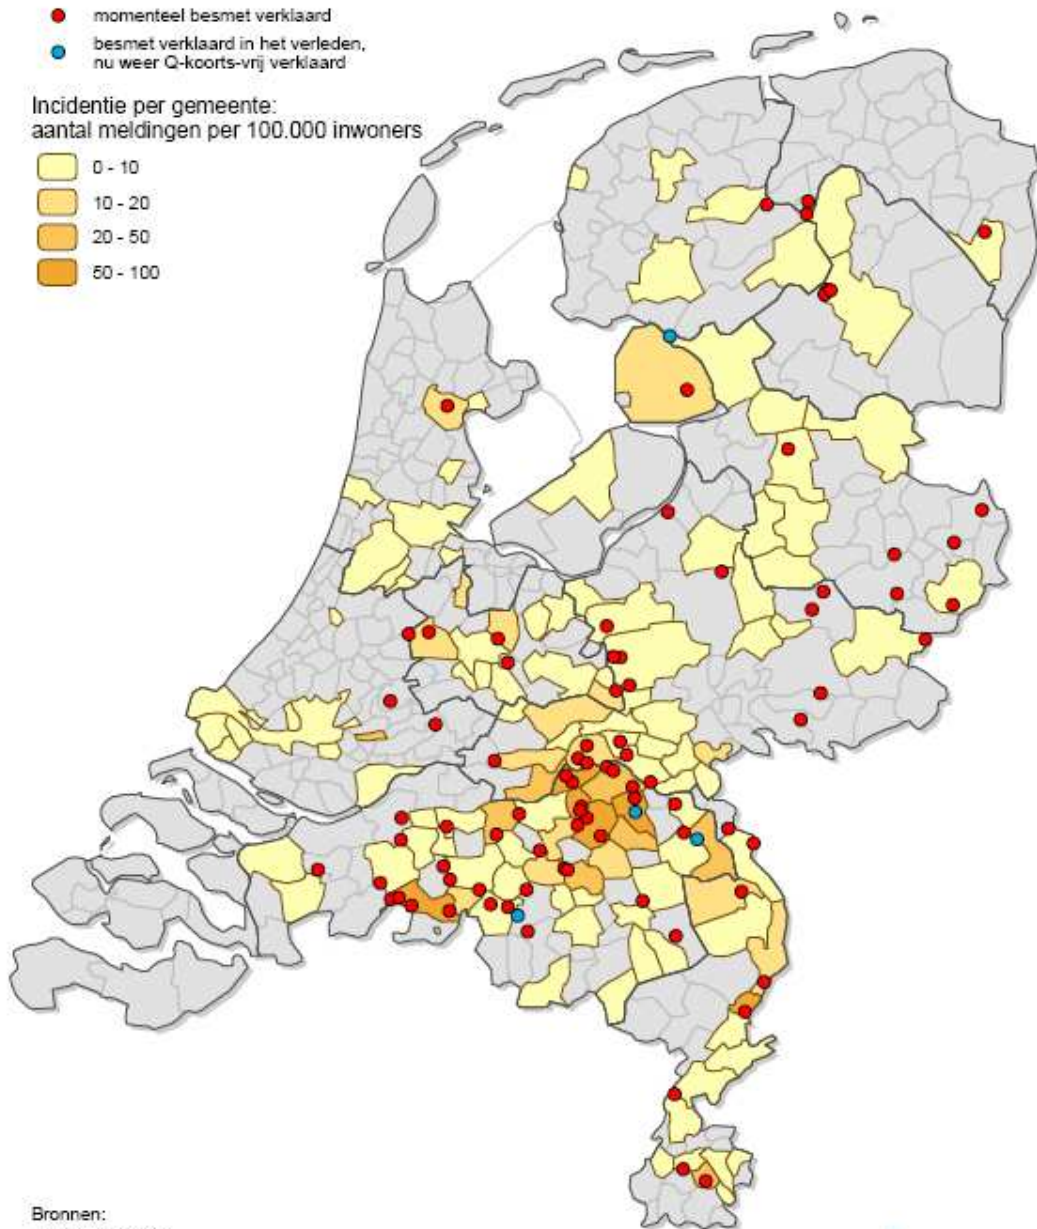 momenteel besmet verklaard
besmet verklaard in het verleden,
nu weer Q-koorts-vrij verklaard
Incidentie per gemeente:
aantal meldingen per 100.000 inwoners
0 - 10
10 - 20
20 - 50
50 - 100
Bronnen: